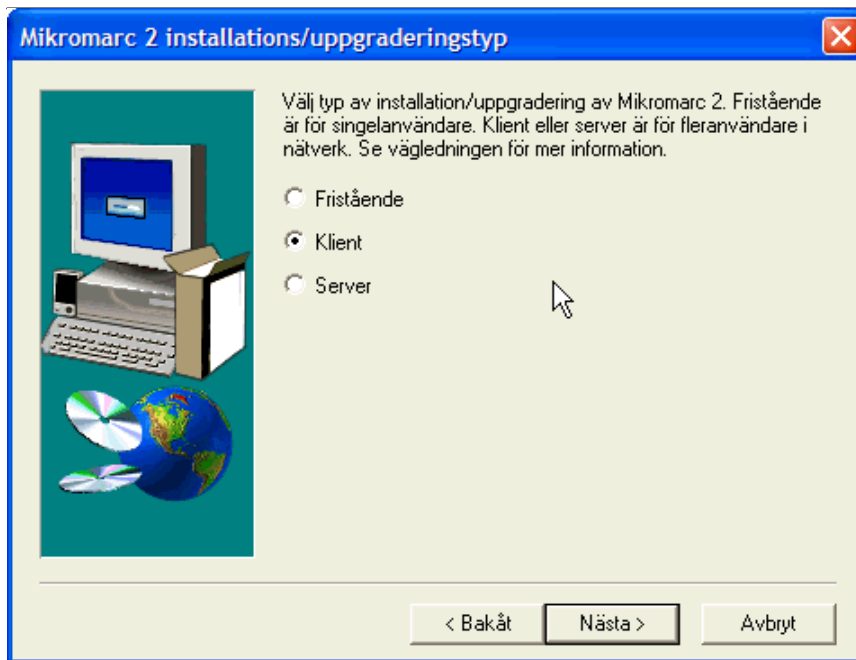 Mikromarc 2 installations/uppgraderingstyp
Välj typ av installation/uppgradering av Mikromarc 2. Fristående
är för singelanvändare. Klient eller server är för fleranvändare i
nätverk. Se vägledningen för mer information.
Fristående
Klient
Server
< Bakåt
Nästa >
Avbryt